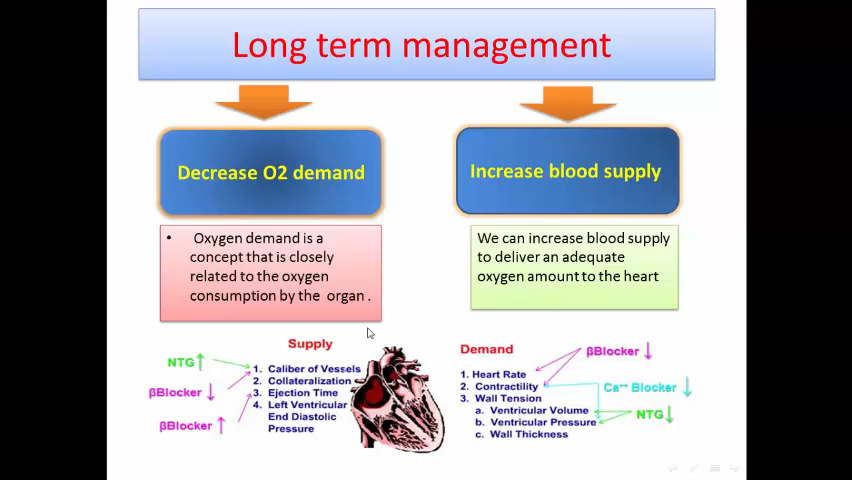 Long term management
Decrease O2 demand
Increase blood supply
• Oxygen demand is a
concept that is closely
related to the oxygen
consumption by the organ .
We can increase blood supply
to deliver an adequate
oxygen amount to the heart
Supply
NTG ↑
βBlocker ↓
βBlocker ↑
1. Caliber of Vessels
2. Collateralization
3. Ejection Time
4. Left Ventricular
End Diastolic
Pressure
Demand
βBlocker ↓
1. Heart Rate
2. Contractility
3. Wall Tension
a. Ventricular Volume
b. Ventricular Pressure
c. Wall Thickness
Ca⁺⁺ Blocker ↓
NTG ↓